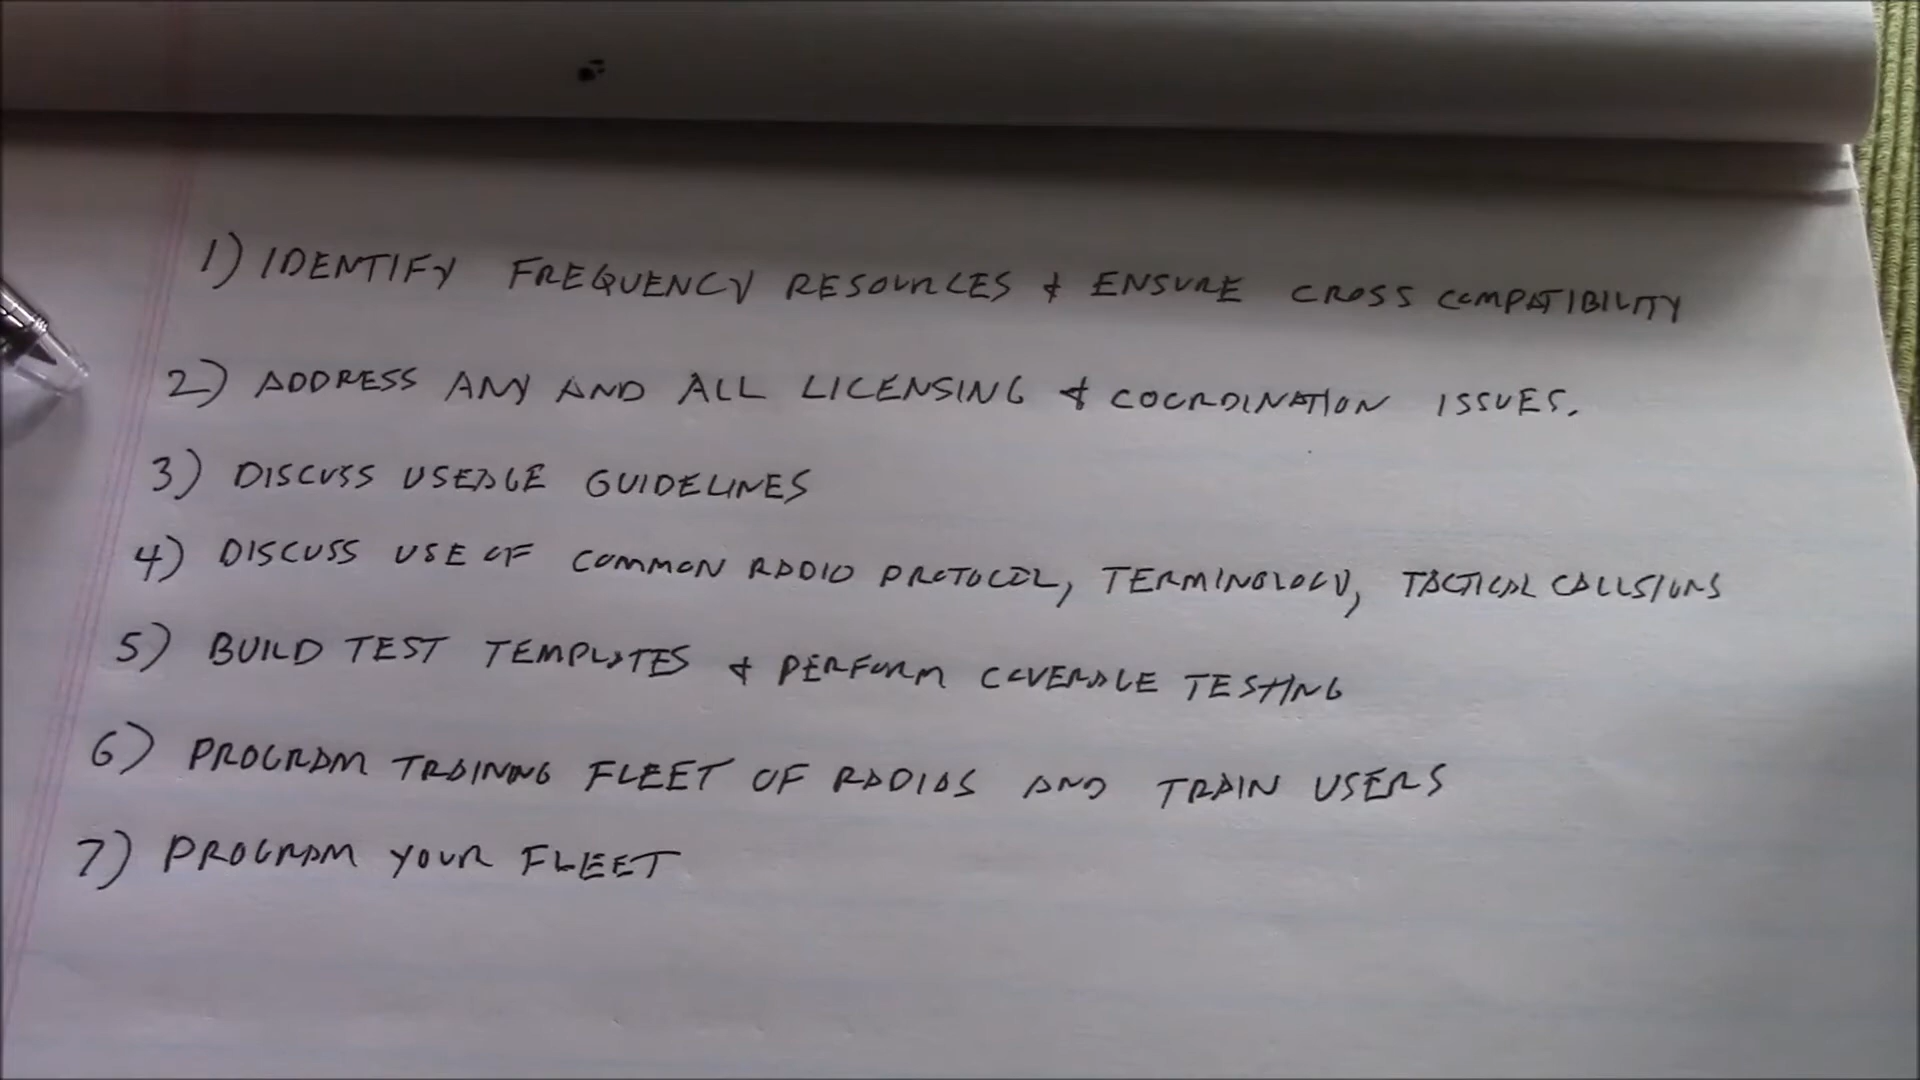 1) IDENTIFY FREQUENCY RESOURCES & ENSURE CROSS COMPATIBILITY
2) ADDRESS ANY AND ALL LICENSING & COORDINATION ISSUES.
3) DISCUSS USEAGE GUIDELINES
4) DISCUSS USE OF COMMON RADIO PROTOCOL, TERMINOLOGY, TACTICAL CALLSIGNS
5) BUILD TEST TEMPLATES & PERFORM COVERAGE TESTING
6) PROGRAM TRAINING FLEET OF RADIOS AND TRAIN USERS
7) PROGRAM YOUR FLEET